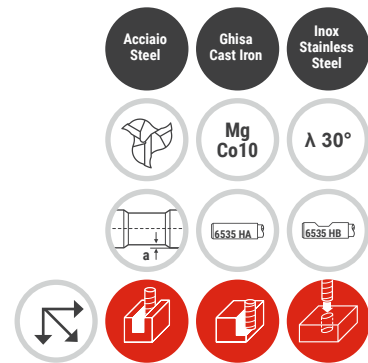 Acciaio
Steel
Ghisa
Cast Iron
Inox
Stainless
Steel
Mg
Co10
λ 30°
a
6535 HA
6535 HB